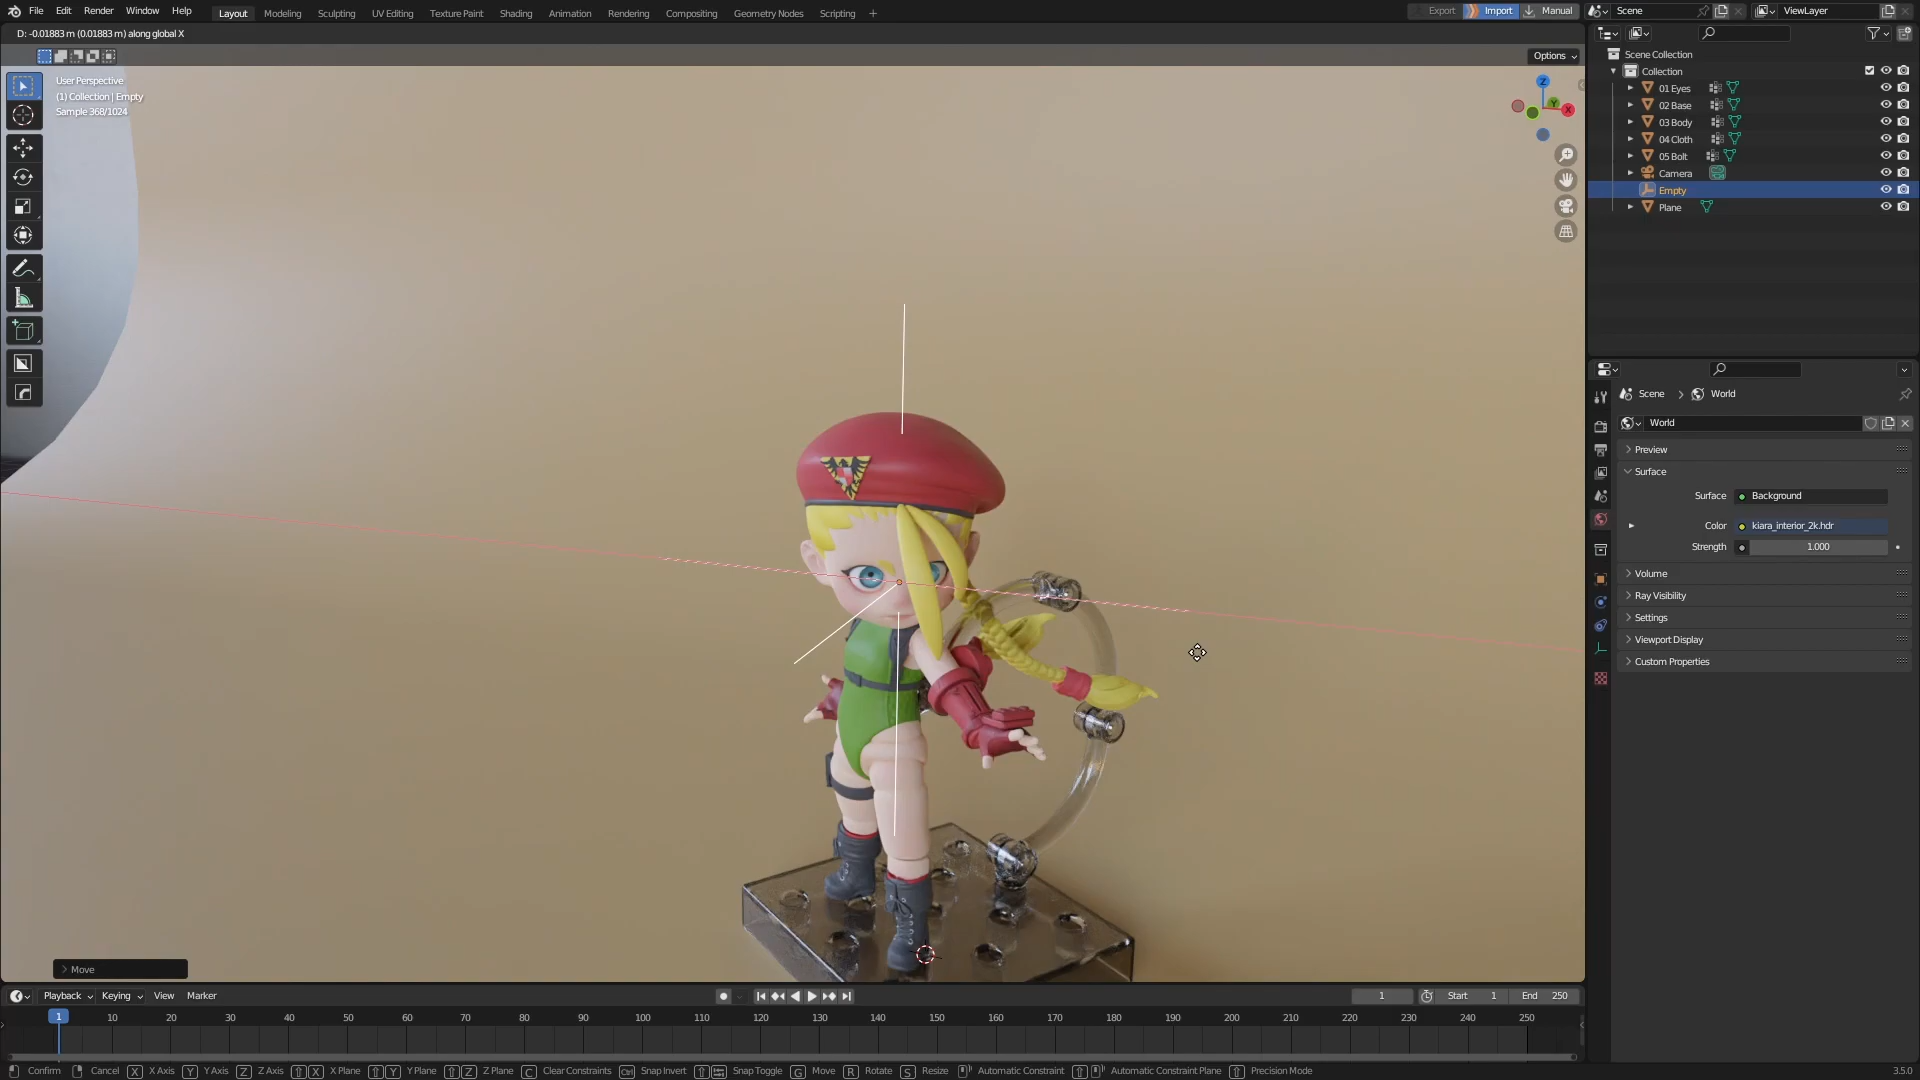 File Edit Render Window Help Layout Modeling Sculpting UV Editing Texture Paint Shading Animation Rendering Compositing Geometry Nodes Scripting + Export Import Manual Scene ViewLayer
D: -0.01883 m (0.01883 m) along global X
Options
User Perspective
(1) Collection | Empty
Sample 368/1024
Z
Y
X
Move
Scene Collection
Collection
01 Eyes
02 Base
03 Body
04 Cloth
05 Bolt
Camera
Empty
Plane
Scene > World
World
Preview
Surface
Surface Background
Color kiara_interior_2k.hdr
Strength 1.000
Volume
Ray Visibility
Settings
Viewport Display
Custom Properties
Playback Keying View Marker 1 Start 1 End 250
1 10 20 30 40 50 60 70 80 90 100 110 120 130 140 150 160 170 180 190 200 210 220 230 240 250
Confirm Cancel X X Axis Y Y Axis Z Z Axis X X Plane Y Y Plane Z Z Plane C Clear Constraints Ctrl Snap Invert Snap Toggle G Move R Rotate S Resize Automatic Constraint Automatic Constraint Plane Precision Mode 3.5.0